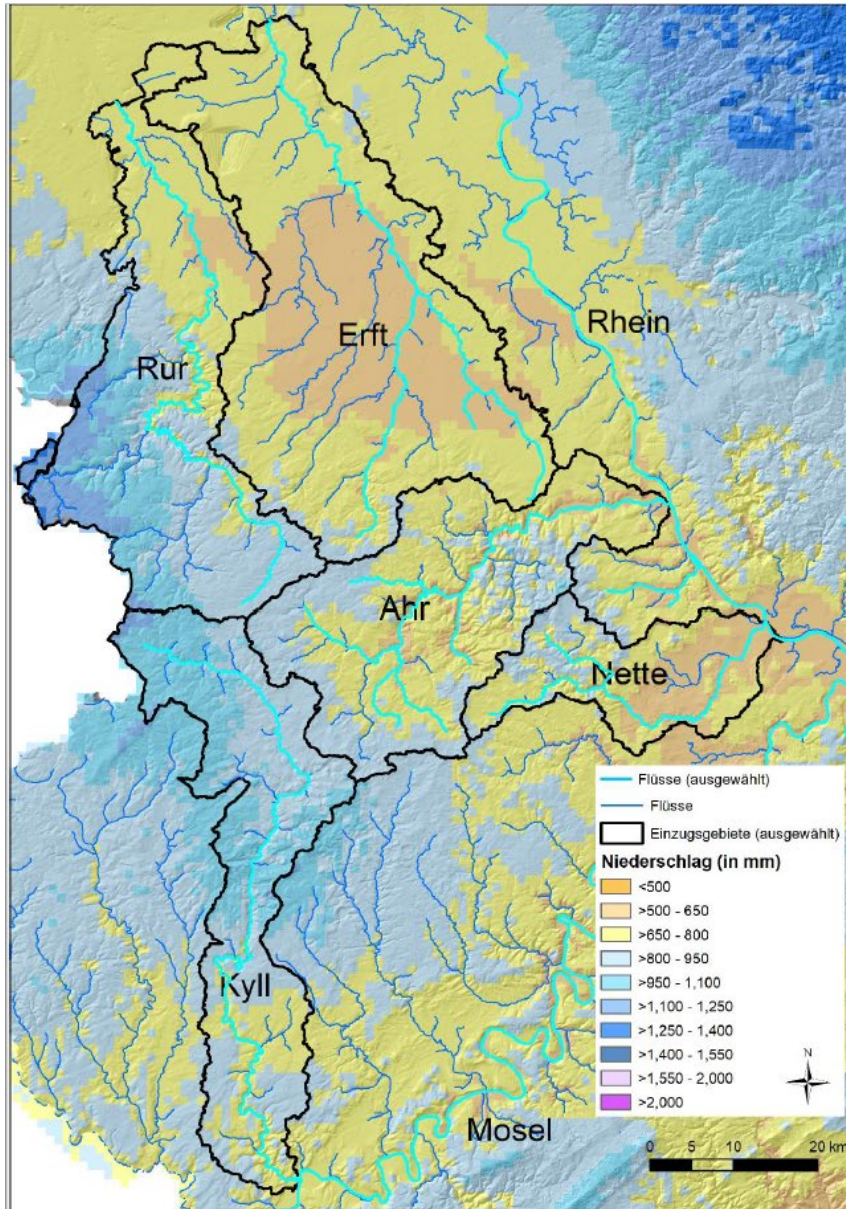 Rhein
Erft
Rur
Ahr
Nette
Kyll
Mosel
Flüsse (ausgewählt)
Flüsse
Einzugsgebiete (ausgewählt)
Niederschlag (in mm)
<500
>500 - 650
>650 - 800
>800 - 950
>950 - 1,100
>1,100 - 1,250
>1,250 - 1,400
>1,400 - 1,550
>1,550 - 2,000
>2,000
N
0 5 10 20 km